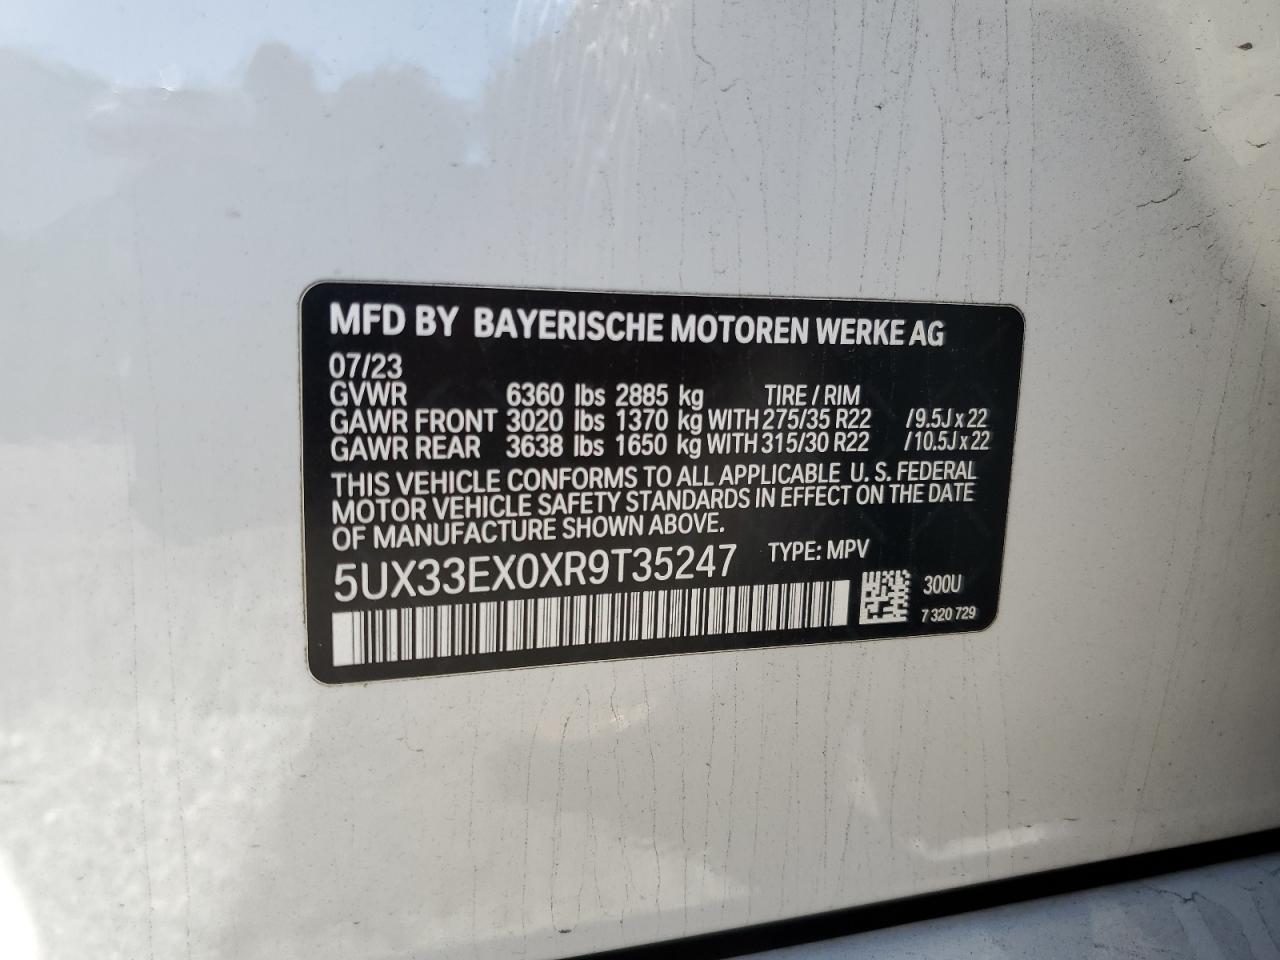 MFD BY BAYERISCHE MOTOREN WERKE AG
07/23
GVWR 6360 lbs 2885 kg TIRE / RIM
GAWR FRONT 3020 lbs 1370 kg WITH 275/35 R22 /9.5J x 22
GAWR REAR 3638 lbs 1650 kg WITH 315/30 R22 /10.5J x 22
THIS VEHICLE CONFORMS TO ALL APPLICABLE U. S. FEDERAL
MOTOR VEHICLE SAFETY STANDARDS IN EFFECT ON THE DATE
OF MANUFACTURE SHOWN ABOVE.
5UX33EX0XR9T35247 TYPE: MPV
300U
7 320 729